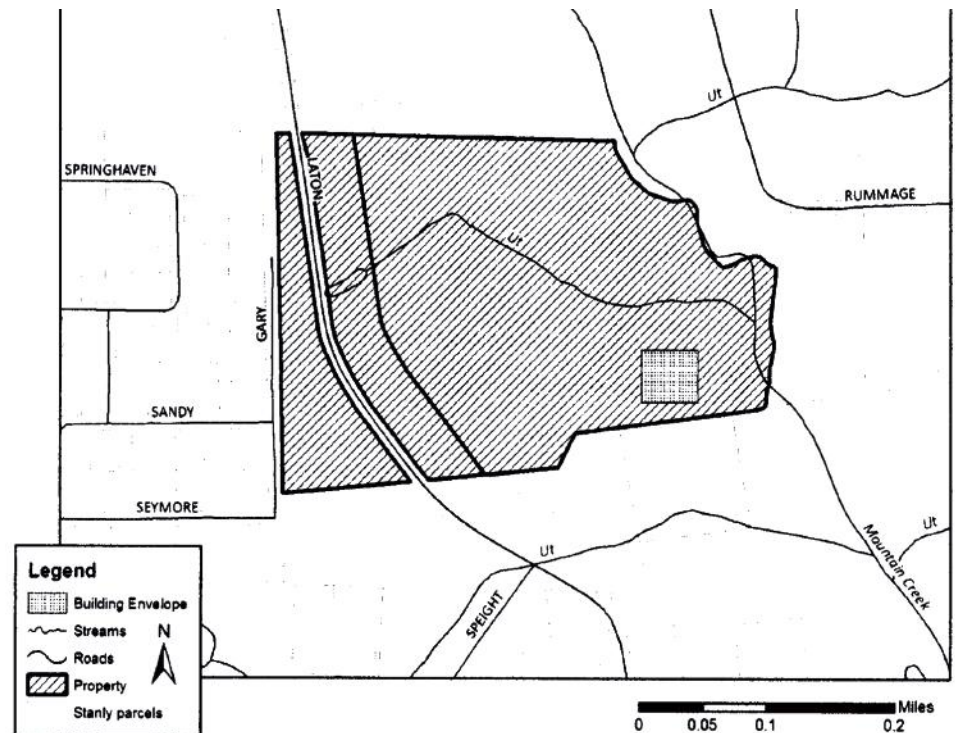 Ut
SPRINGHAVEN
LATON
RUMMAGE
Ut
GARY
SANDY
SEYMORE
Ut
Ut
Mountain Creek
SPEIGHT
Legend
Building Envelope
Streams
N
Roads
Property
Stanly parcels
Miles
0 0.05 0.1 0.2